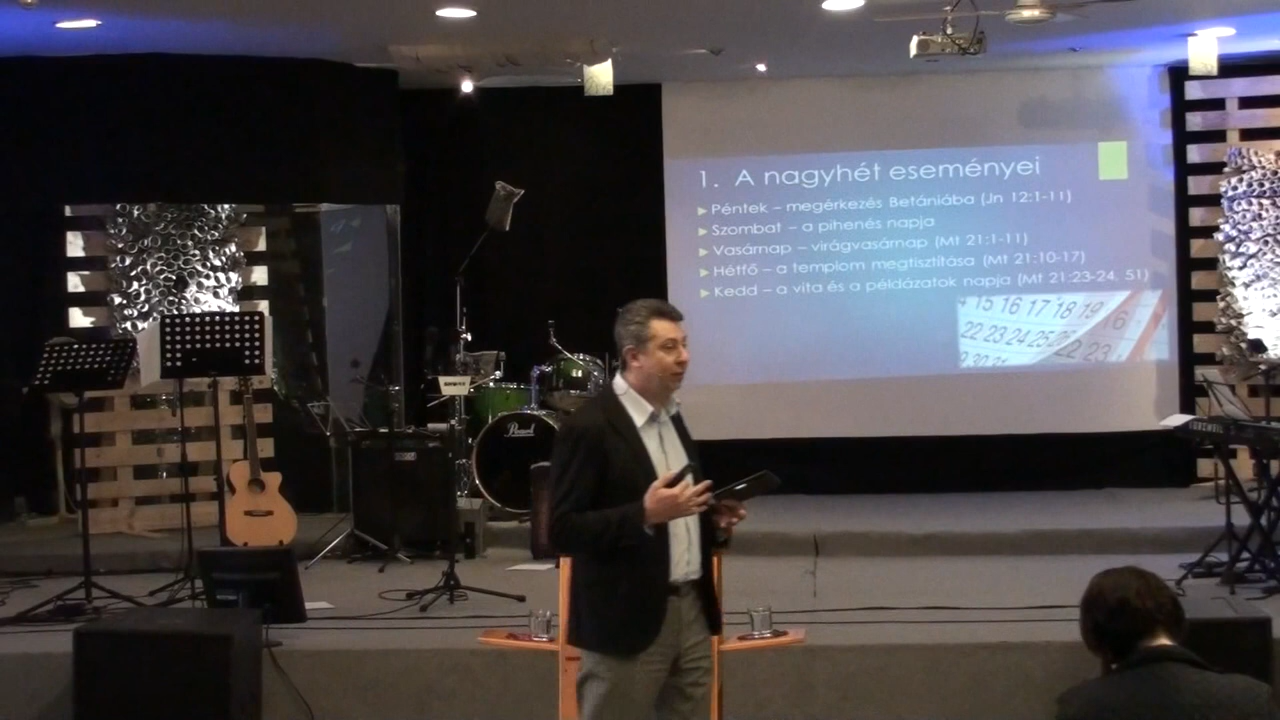 1. A nagyhét eseményei
▶ Péntek – megérkezés Betániába (Jn 12:1-11)
▶ Szombat – a pihenés napja
▶ Vasárnap – virágvasárnap (Mt 21:1-11)
▶ Hétfő – a templom megtisztítása (Mt 21:10-17)
▶ Kedd – a vita és a példázatok napja (Mt 21:23-24, 51)
15 16 17 18 19
16
22 23 24 25
22 23
Pearl